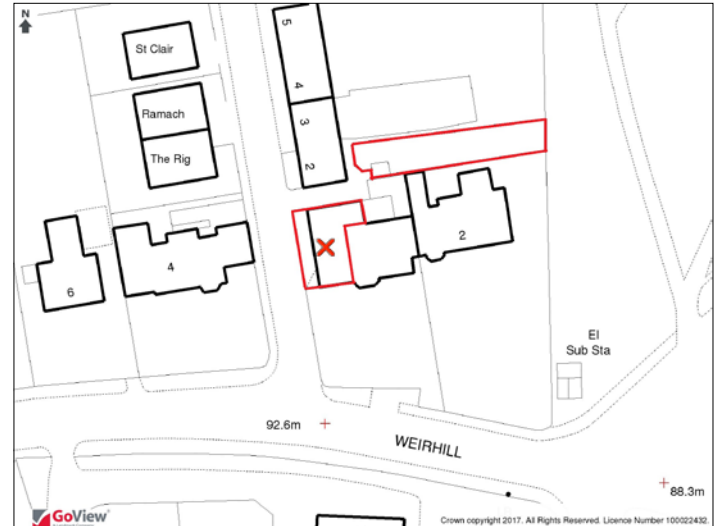 N
St Clair
Ramach
The Rig
5
4
3
2
6
4
2
El
Sub Sta
92.6m
WEIRHILL
88.3m
GoView
Crown copyright 2017. All Rights Reserved. Licence Number 100022432